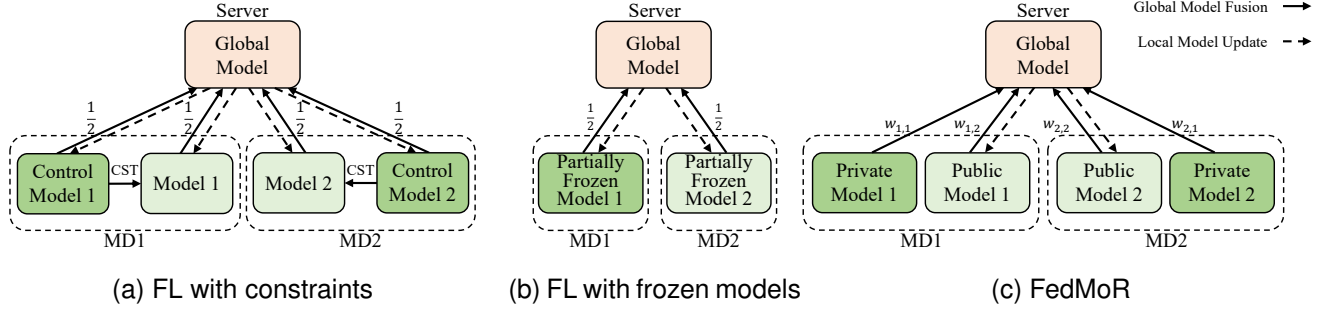 Server
Global
Model
1/2
1/2
1/2
1/2
Control
Model 1
CST
Model 1
Model 2
CST
Control
Model 2
MD1
MD2
(a) FL with constraints
Server
Global
Model
1/2
1/2
Partially
Frozen
Model 1
Partially
Frozen
Model 2
MD1
MD2
(b) FL with frozen models
Server
Global
Model
Global Model Fusion
Local Model Update
w1,1
w1,2
w2,2
w2,1
Private
Model 1
Public
Model 1
Public
Model 2
Private
Model 2
MD1
MD2
(c) FedMoR